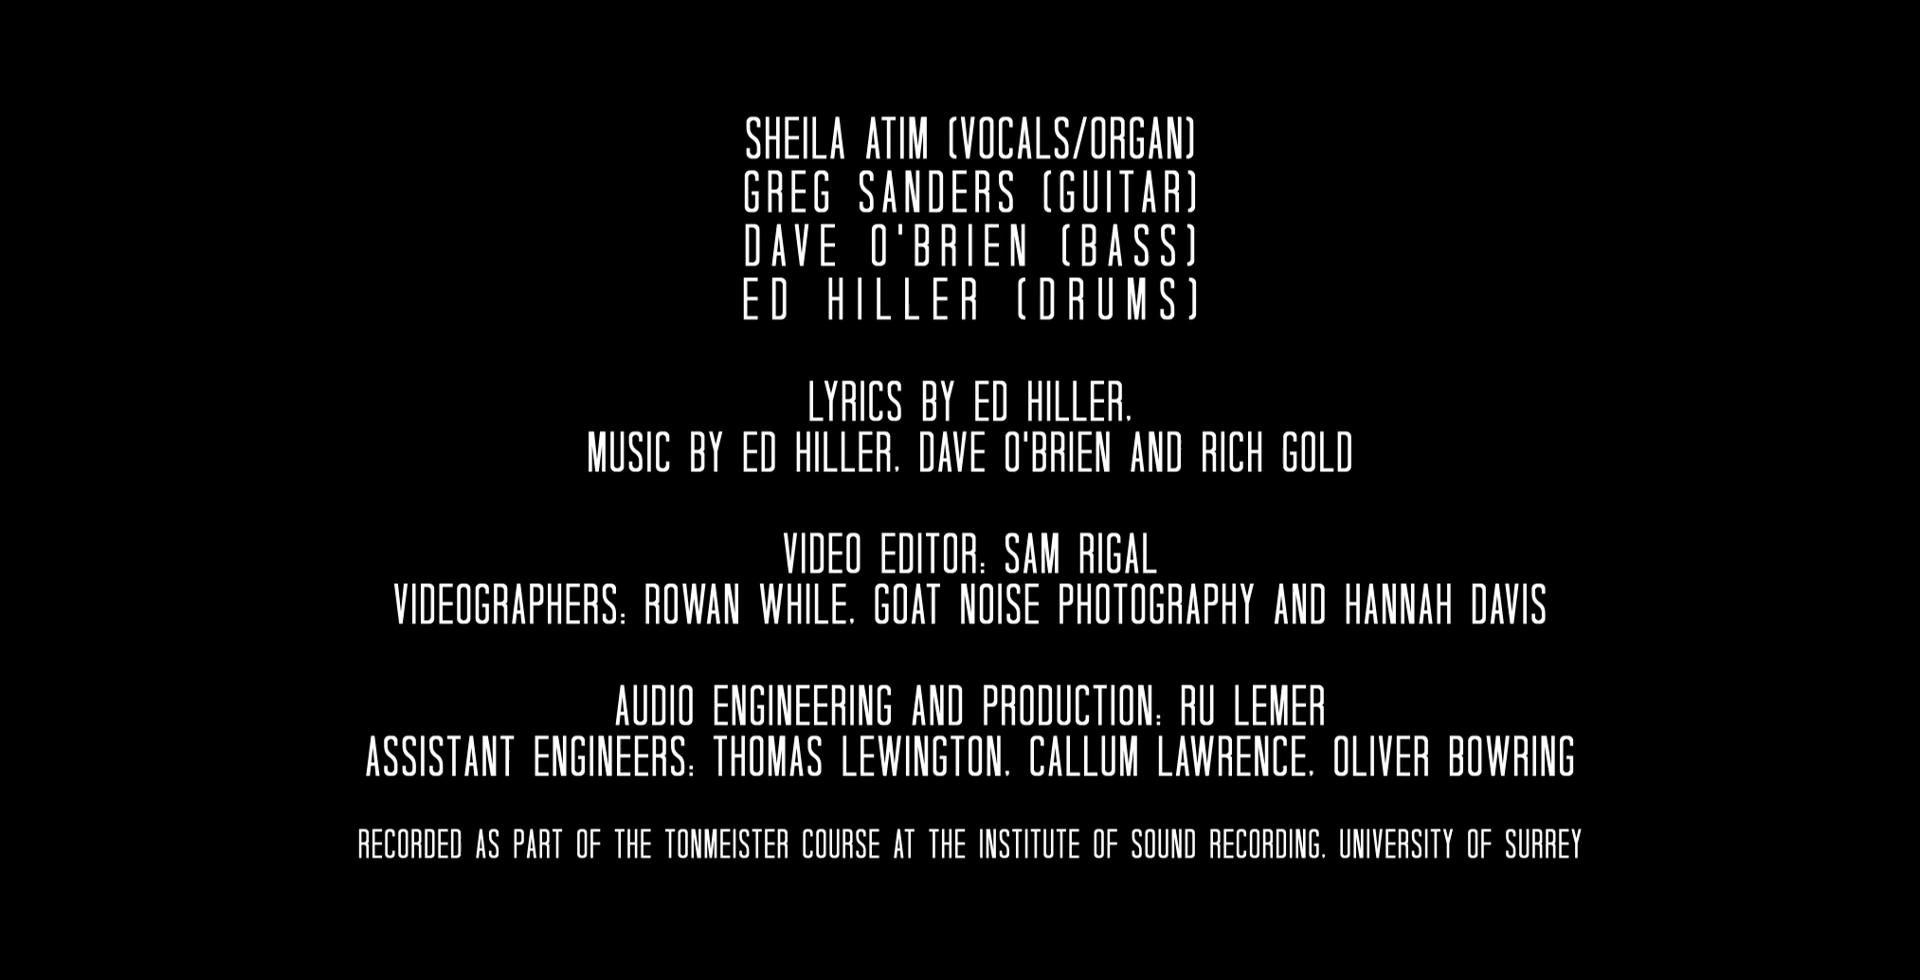 SHEILA ATIM (VOCALS/ORGAN)
GREG SANDERS (GUITAR)
DAVE O'BRIEN (BASS)
ED HILLER (DRUMS)
LYRICS BY ED HILLER,
MUSIC BY ED HILLER, DAVE O'BRIEN AND RICH GOLD
VIDEO EDITOR: SAM RIGAL
VIDEOGRAPHERS: ROWAN WHILE, GOAT NOISE PHOTOGRAPHY AND HANNAH DAVIS
AUDIO ENGINEERING AND PRODUCTION: RU LEMER
ASSISTANT ENGINEERS: THOMAS LEWINGTON, CALLUM LAWRENCE, OLIVER BOWRING
RECORDED AS PART OF THE TONMEISTER COURSE AT THE INSTITUTE OF SOUND RECORDING, UNIVERSITY OF SURREY